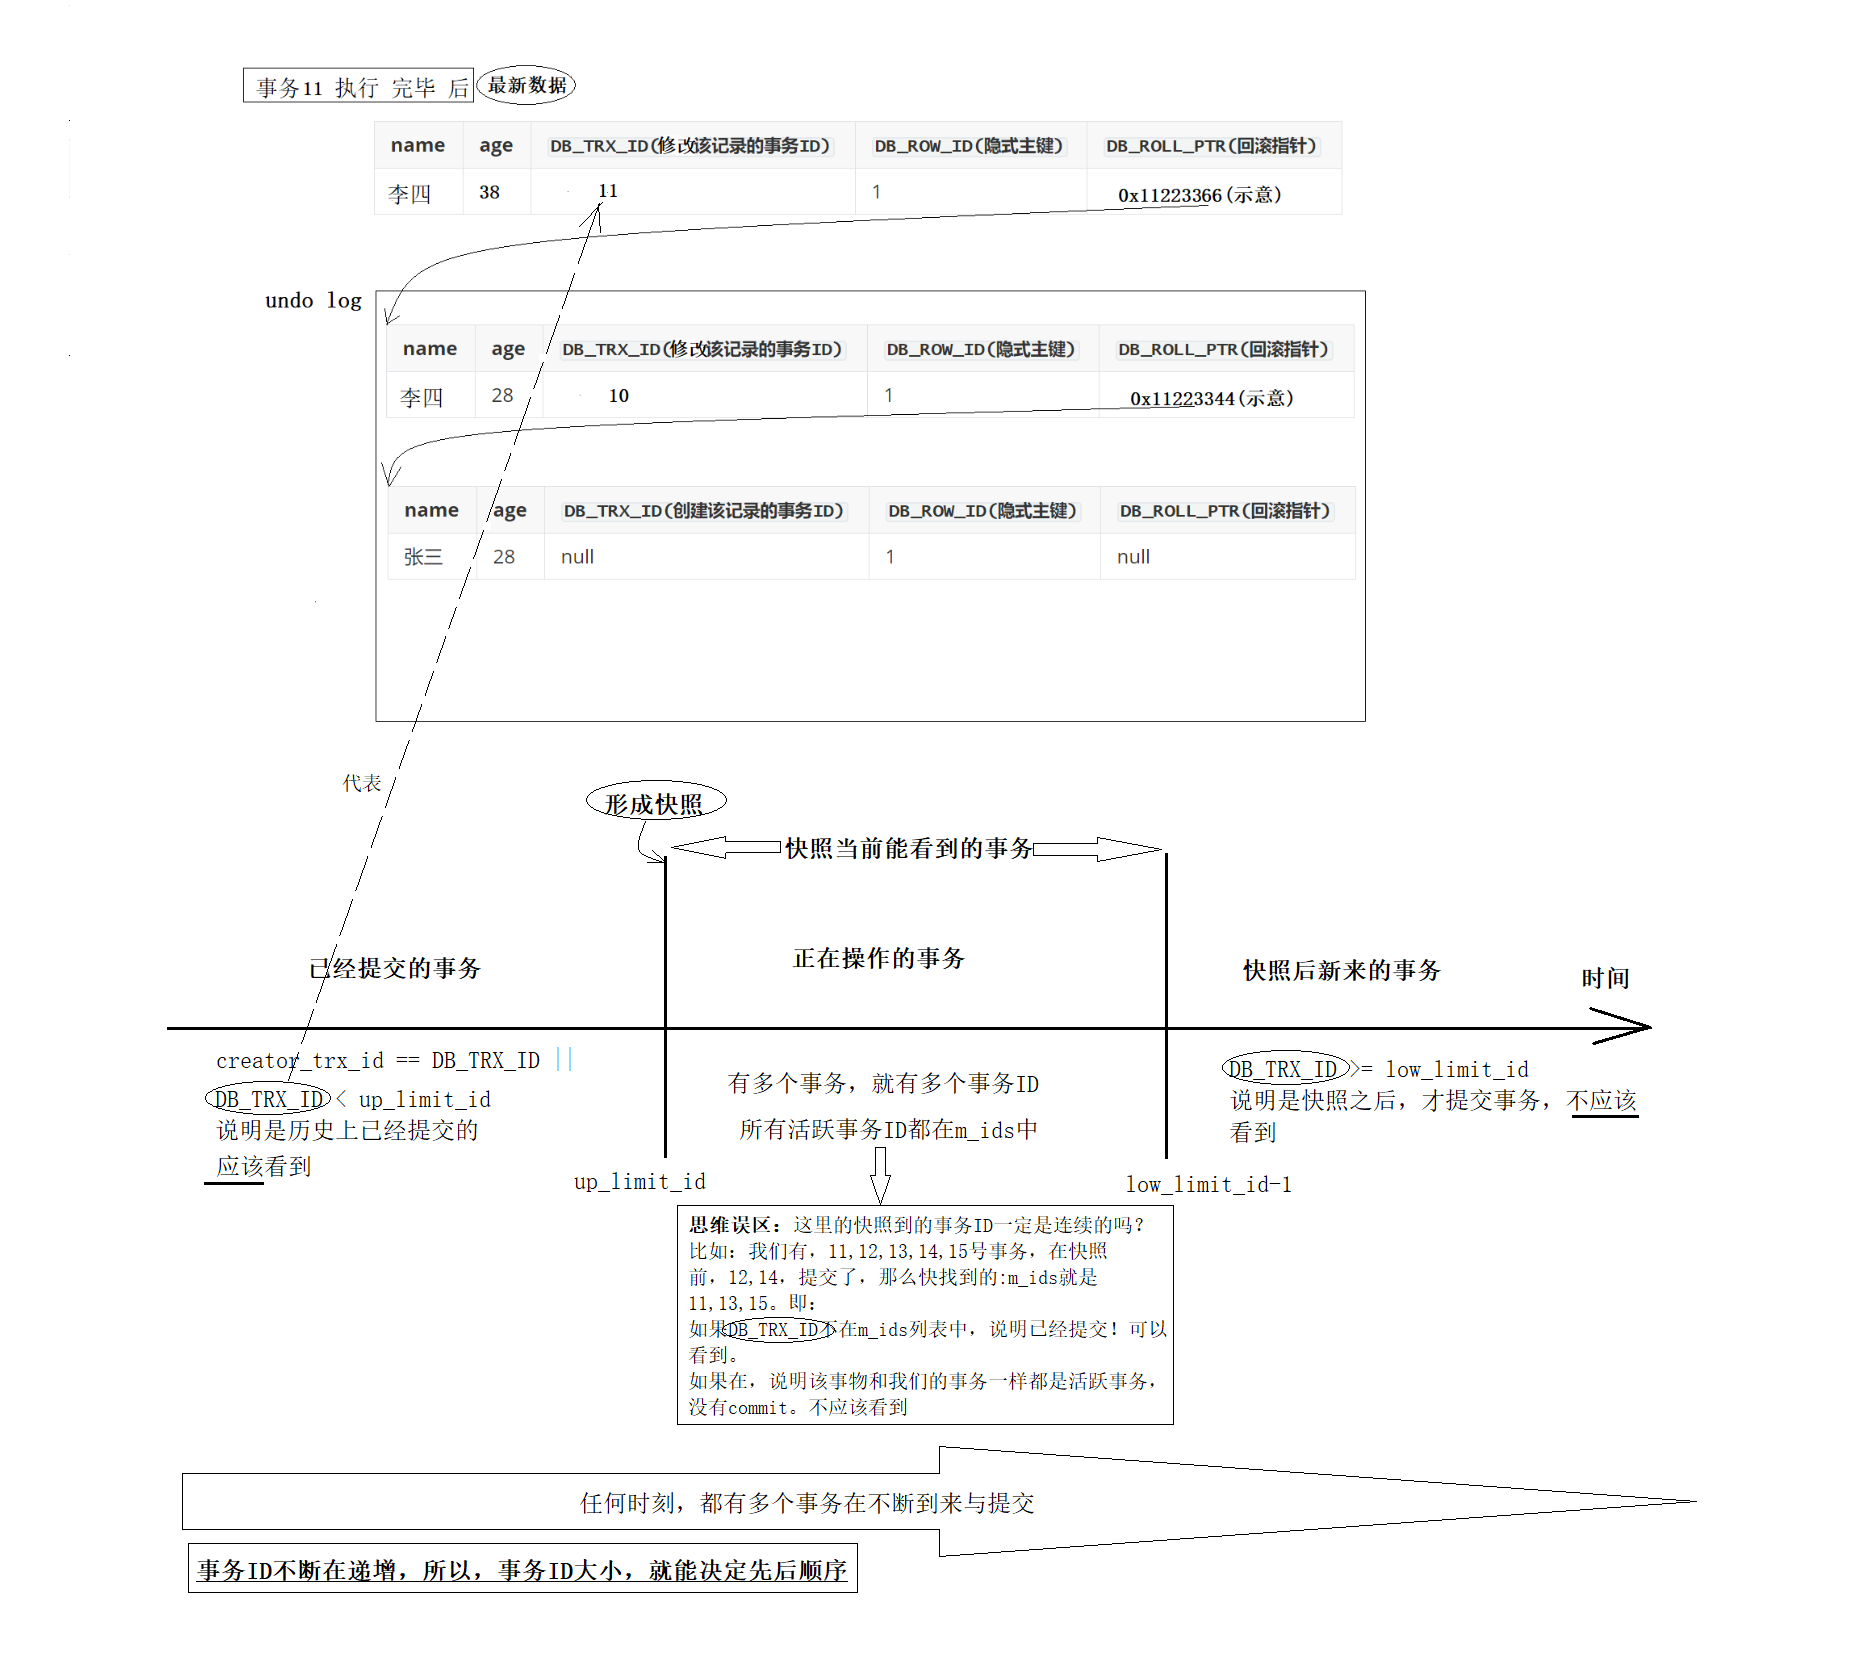 事务11 执行 完毕 后 最新数据
name age DB_TRX_ID(修改该记录的事务ID) DB_ROW_ID(隐式主键) DB_ROLL_PTR(回滚指针)
李四 38 11 1 0x11223366(示意)
undo log
name age DB_TRX_ID(修改该记录的事务ID) DB_ROW_ID(隐式主键) DB_ROLL_PTR(回滚指针)
李四 28 10 1 0x11223344(示意)
name age DB_TRX_ID(创建该记录的事务ID) DB_ROW_ID(隐式主键) DB_ROLL_PTR(回滚指针)
张三 28 null 1 null
代表
形成快照
快照当前能看到的事务
已经提交的事务
正在操作的事务
快照后新来的事务
时间
creator_trx_id == DB_TRX_ID ||
DB_TRX_ID < up_limit_id
说明是历史上已经提交的
应该看到
有多个事务，就有多个事务ID
所有活跃事务ID都在m_ids中
DB_TRX_ID >= low_limit_id
说明是快照之后，才提交事务，不应该
看到
up_limit_id
low_limit_id-1
思维误区：这里的快照到的事务ID一定是连续的吗？
比如：我们有，11,12,13,14,15号事务，在快照
前，12,14，提交了，那么快找到的:m_ids就是
11,13,15。即：
如果DB_TRX_ID不在m_ids列表中，说明已经提交！可以
看到。
如果在，说明该事物和我们的事务一样都是活跃事务，
没有commit。不应该看到
任何时刻，都有多个事务在不断到来与提交
事务ID不断在递增，所以，事务ID大小，就能决定先后顺序